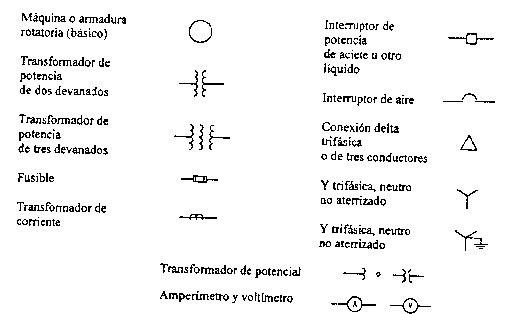 Máquina o armadura
rotatoria (básico)
Transformador de
potencia
de dos devanados
Transformador de
potencia
de tres devanados
Fusible
Transformador de
corriente
Interruptor de
potencia
de aciete u otro
líquido
Interruptor de aire
Conexión delta
trifásica
o de tres conductores
Y trifásica, neutro
no aterrizado
Y trifásica, neutro
no aterrizado
Transformador de potencial
o
Amperímetro y voltímetro
A
V